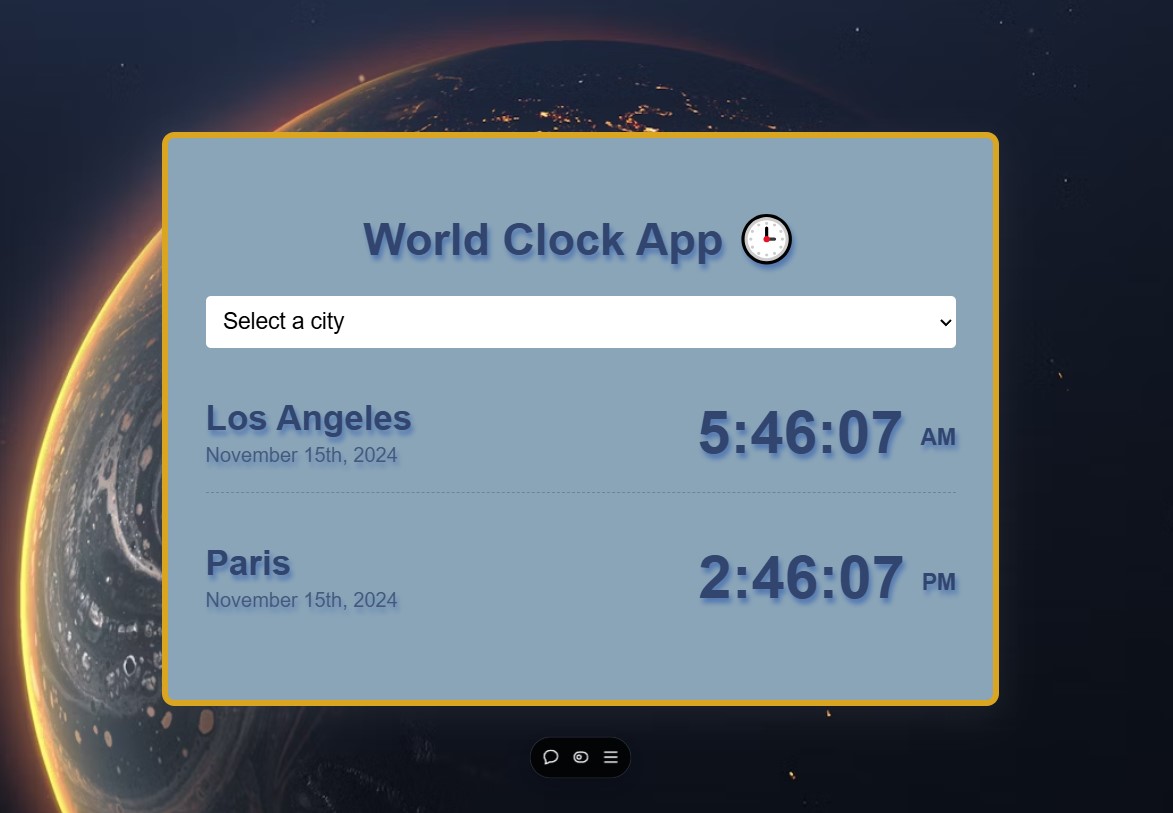 World Clock App
Select a city
Los Angeles
November 15th, 2024
5:46:07 AM
Paris
November 15th, 2024
2:46:07 PM